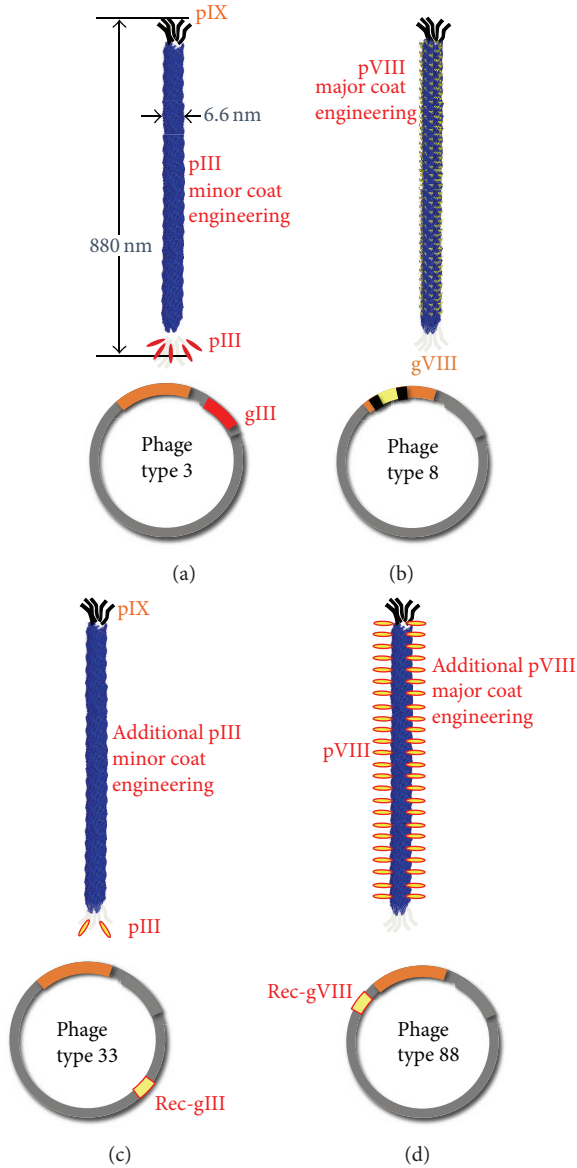 pIX
6.6 nm
pIII
minor coat
engineering
880 nm
pIII
gIII
Phage
type 3
(a)
pVIII
major coat
engineering
gVIII
Phage
type 8
(b)
pIX
Additional pIII
minor coat
engineering
pIII
Phage
type 33
Rec-gIII
(c)
Additional pVIII
major coat
engineering
pVIII
Rec-gVIII
Phage
type 88
(d)